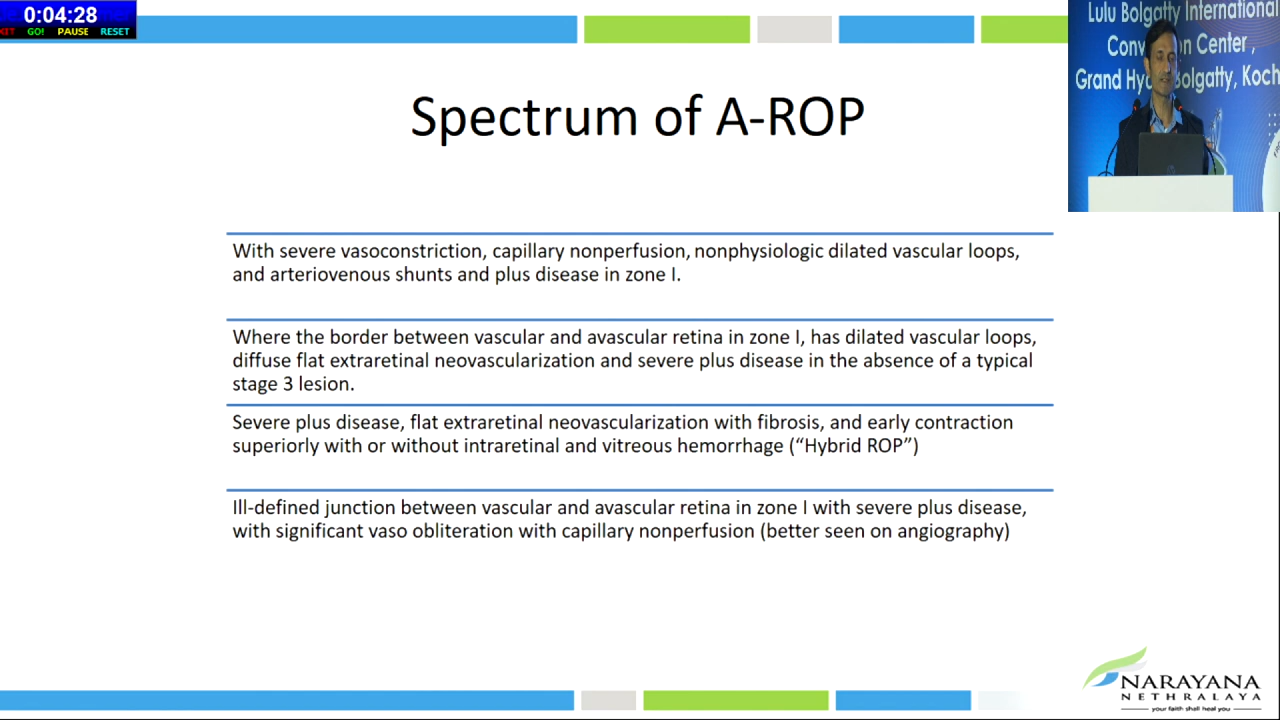 0:04:28
GO! PAUSE RESET
Lulu Bolgatty International
Center ,
Grand Bolgatty,
Spectrum of A-ROP
With severe vasoconstriction, capillary nonperfusion, nonphysiologic dilated vascular loops,
and arteriovenous shunts and plus disease in zone I.
Where the border between vascular and avascular retina in zone I, has dilated vascular loops,
diffuse flat extraretinal neovascularization and severe plus disease in the absence of a typical
stage 3 lesion.
Severe plus disease, flat extraretinal neovascularization with fibrosis, and early contraction
superiorly with or without intraretinal and vitreous hemorrhage (“Hybrid ROP”)
Ill-defined junction between vascular and avascular retina in zone I with severe plus disease,
with significant vaso obliteration with capillary nonperfusion (better seen on angiography)
NARAYANA
NETHRALAYA
your faith shall heal you